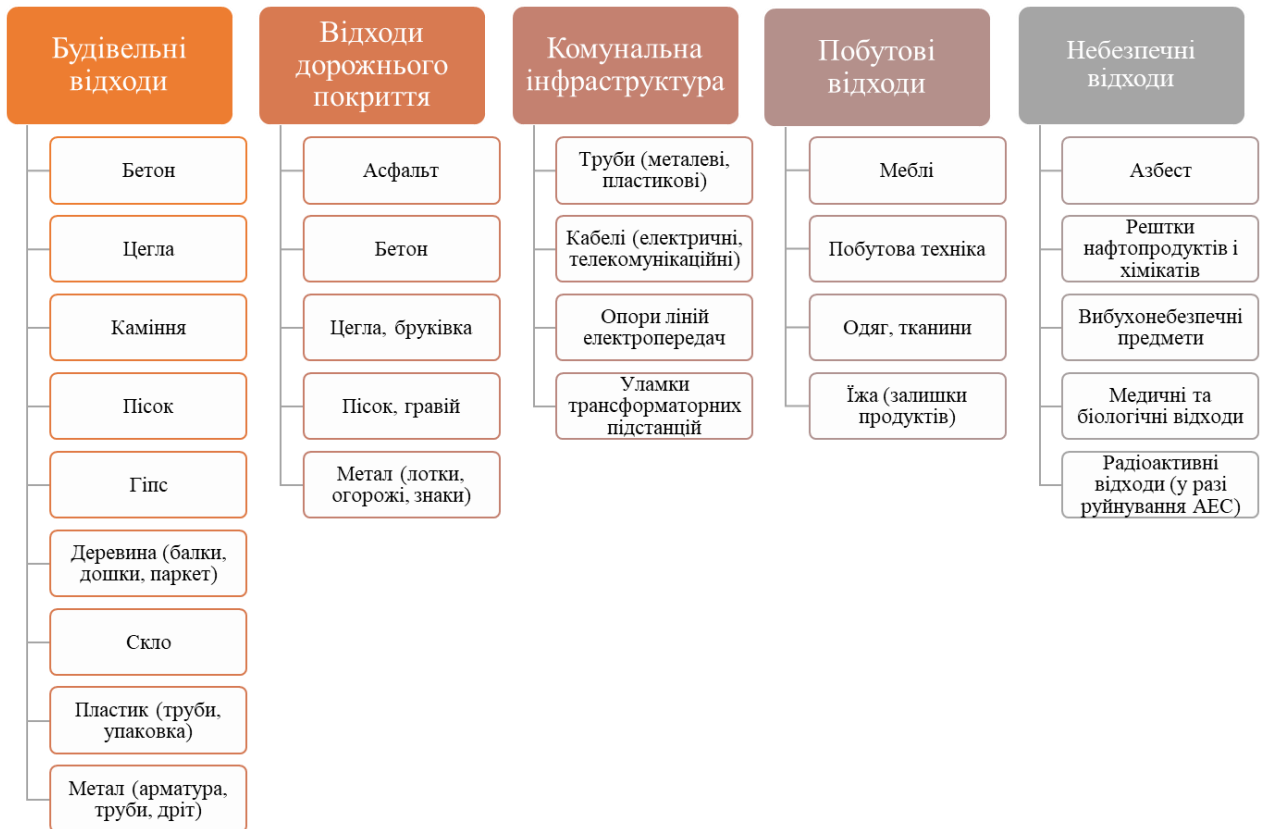 Будівельні
відходи
Бетон
Цегла
Каміння
Пісок
Гіпс
Деревина (балки,
дошки, паркет)
Скло
Пластик (труби,
упаковка)
Метал (арматура,
труби, дріт)
Відходи
дорожнього
покриття
Асфальт
Бетон
Цегла, бруківка
Пісок, гравій
Метал (лотки,
огорожі, знаки)
Комунальна
інфраструктура
Труби (металеві,
пластикові)
Кабелі (електричні,
телекомунікаційні)
Опори ліній
електропередач
Уламки
трансформаторних
підстанцій
Побутові
відходи
Меблі
Побутова техніка
Одяг, тканини
Їжа (залишки
продуктів)
Небезпечні
відходи
Азбест
Рештки
нафтопродуктів і
хімікатів
Вибухонебезпечні
предмети
Медичні та
біологічні відходи
Радіоактивні
відходи (у разі
руйнування АЕС)